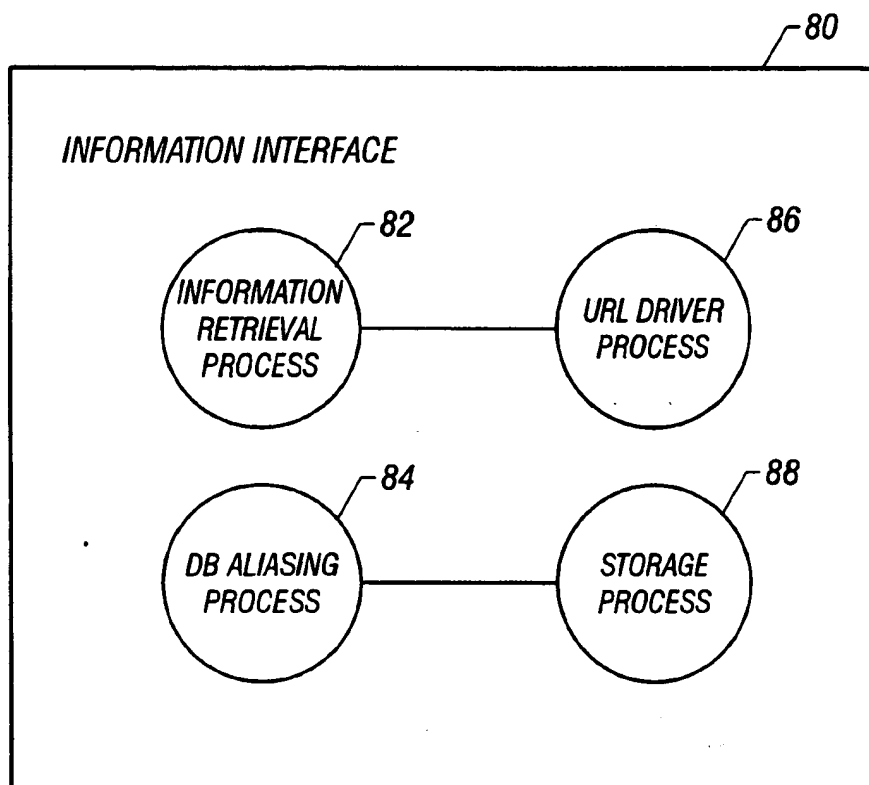 80
INFORMATION INTERFACE
82
INFORMATION
RETRIEVAL
PROCESS
86
URL DRIVER
PROCESS
84
DB ALIASING
PROCESS
88
STORAGE
PROCESS